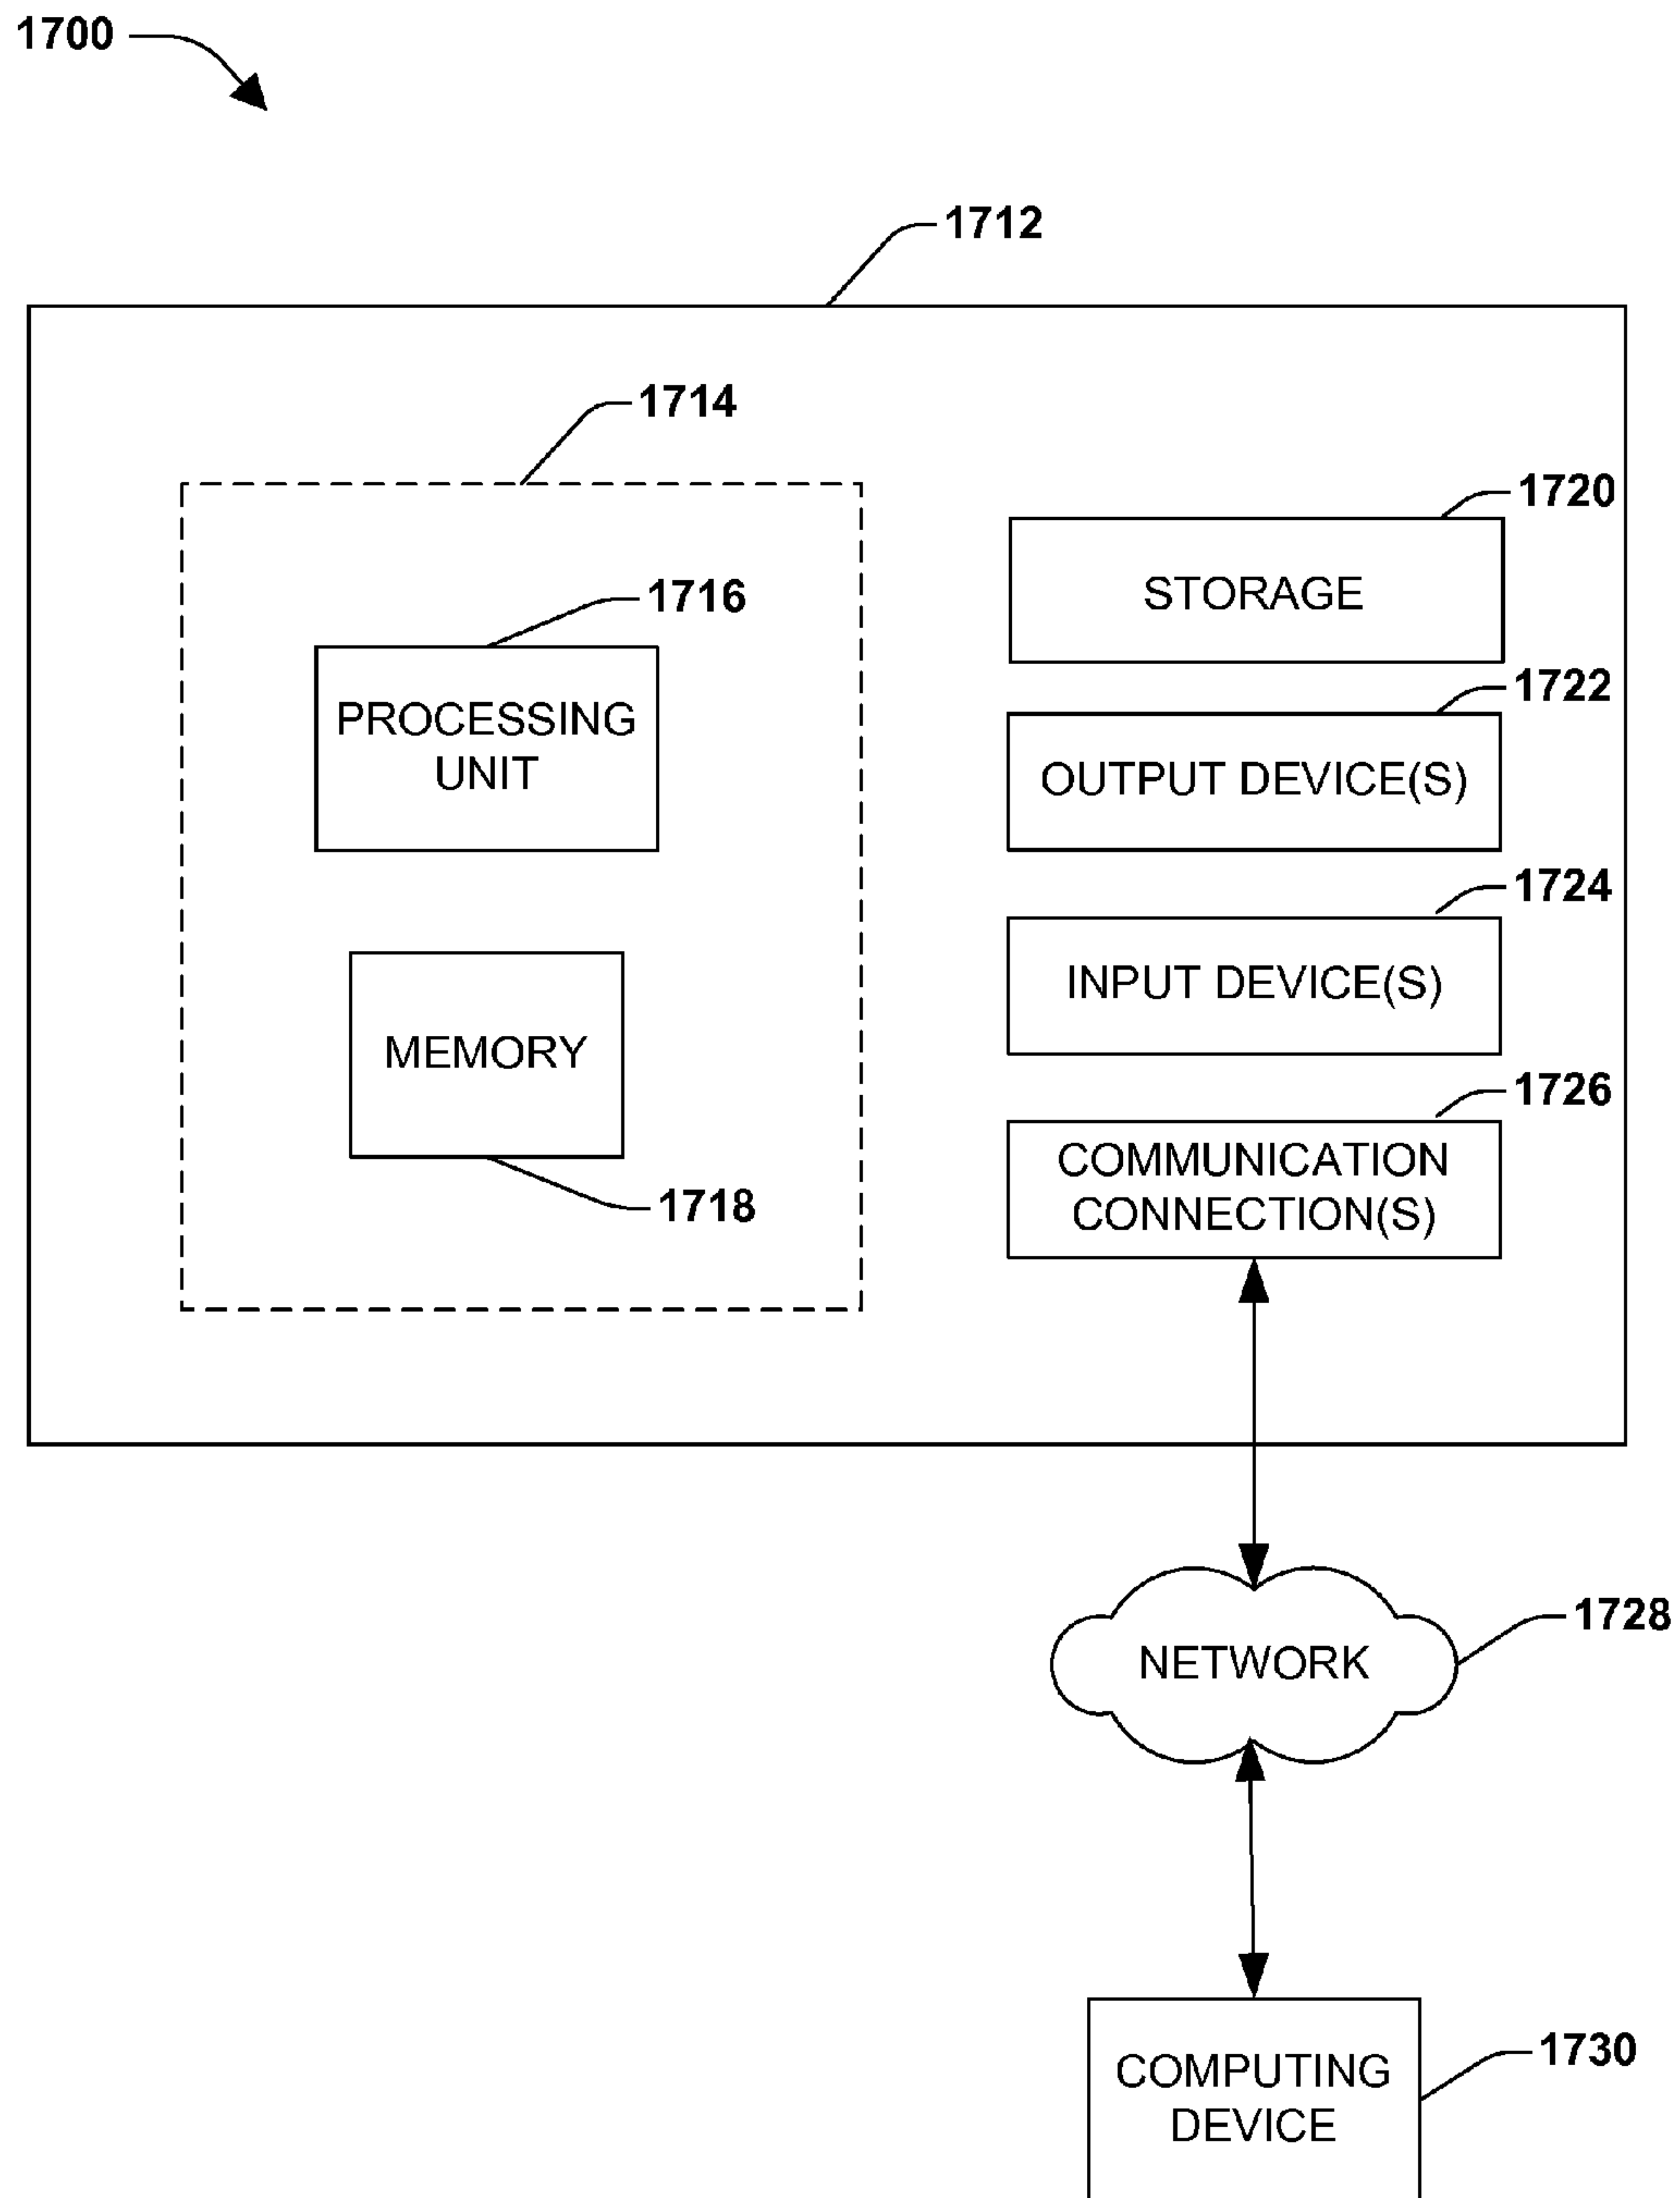 1700
1712
1714
1720
STORAGE
1716
PROCESSING
UNIT
1722
OUTPUT DEVICE(S)
1724
INPUT DEVICE(S)
MEMORY
1718
1726
COMMUNICATION
CONNECTION(S)
1728
NETWORK
1730
COMPUTING
DEVICE